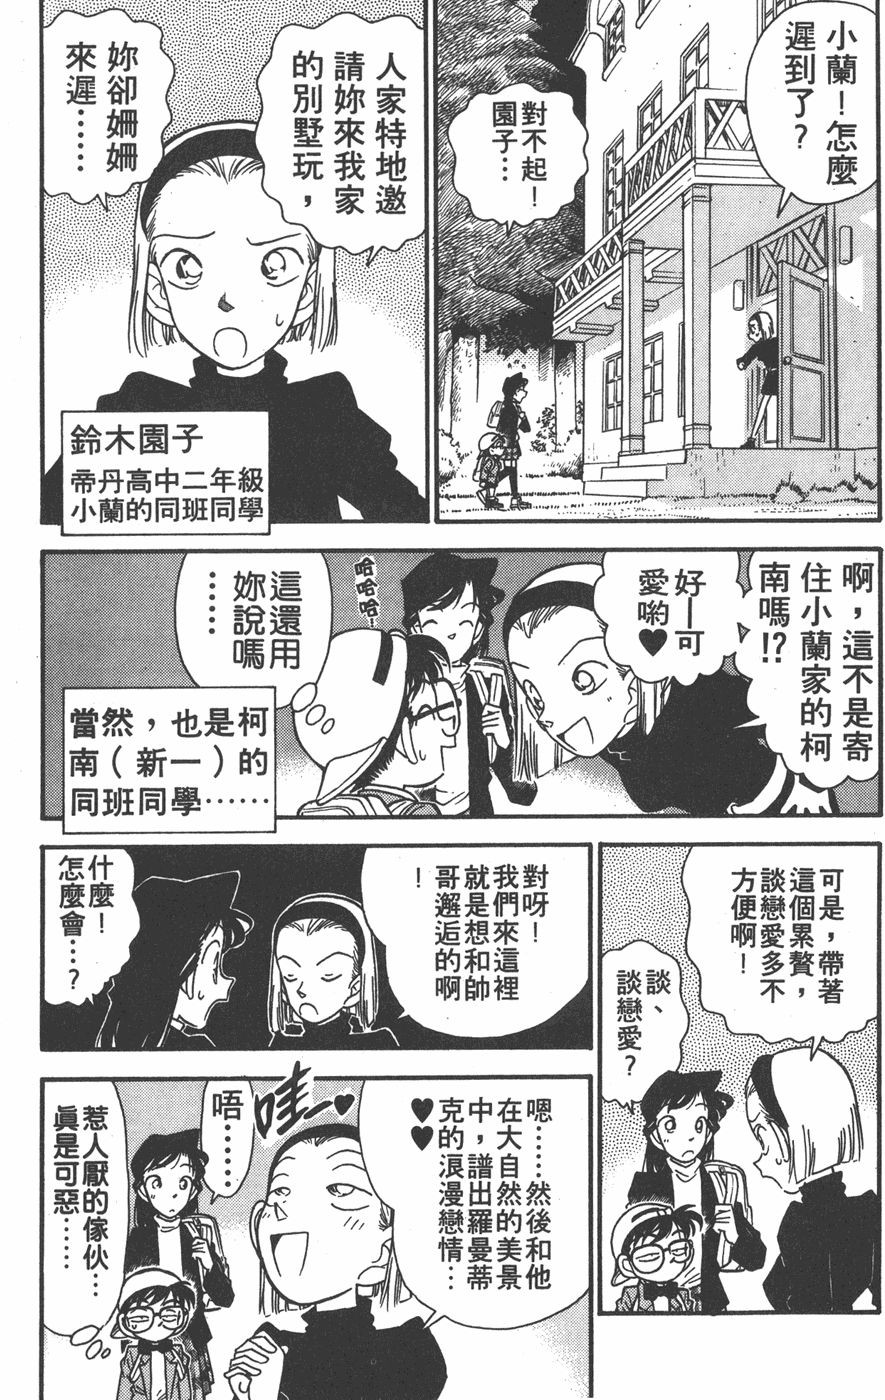 小蘭！怎麼
遲到了？
對不起！
園子…
人家特地邀
請妳來我家
的別墅玩，
妳卻姍姍
來遲……
鈴木園子
帝丹高中二年級
小蘭的同班同學
啊，這不是寄
住小蘭家的柯
南嗎!?
好ー可
愛喲♥
哈哈哈…
這還用
妳說嗎
……
當然，也是柯
南（新一）的
同班同學……
可是，帶著
這個累贅，
談戀愛多不
方便啊！
談、
談戀愛？
對呀！
我們來這裡
就是想和帥
哥邂逅的啊
！
什麼！
怎麼會…？
嗯……然後和他
在大自然的美景
中，譜出羅曼蒂
克的浪漫戀情…
♥♥
哇ー♥
唔……
惹人厭的傢伙…
眞是可惡……